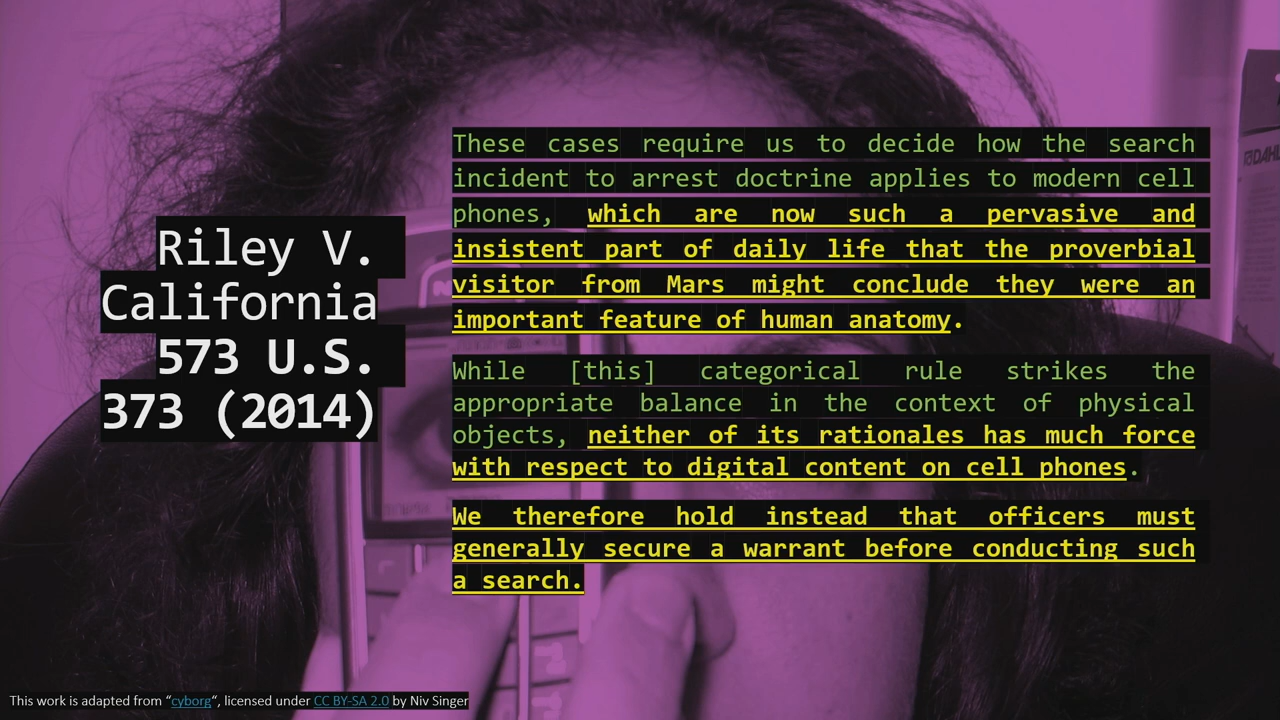 Riley V.
California
573 U.S.
373 (2014)
These cases require us to decide how the search
incident to arrest doctrine applies to modern cell
phones, which are now such a pervasive and
insistent part of daily life that the proverbial
visitor from Mars might conclude they were an
important feature of human anatomy.
While [this] categorical rule strikes the
appropriate balance in the context of physical
objects, neither of its rationales has much force
with respect to digital content on cell phones.
We therefore hold instead that officers must
generally secure a warrant before conducting such
a search.
This work is adapted from “cyborg“, licensed under CC BY-SA 2.0 by Niv Singer